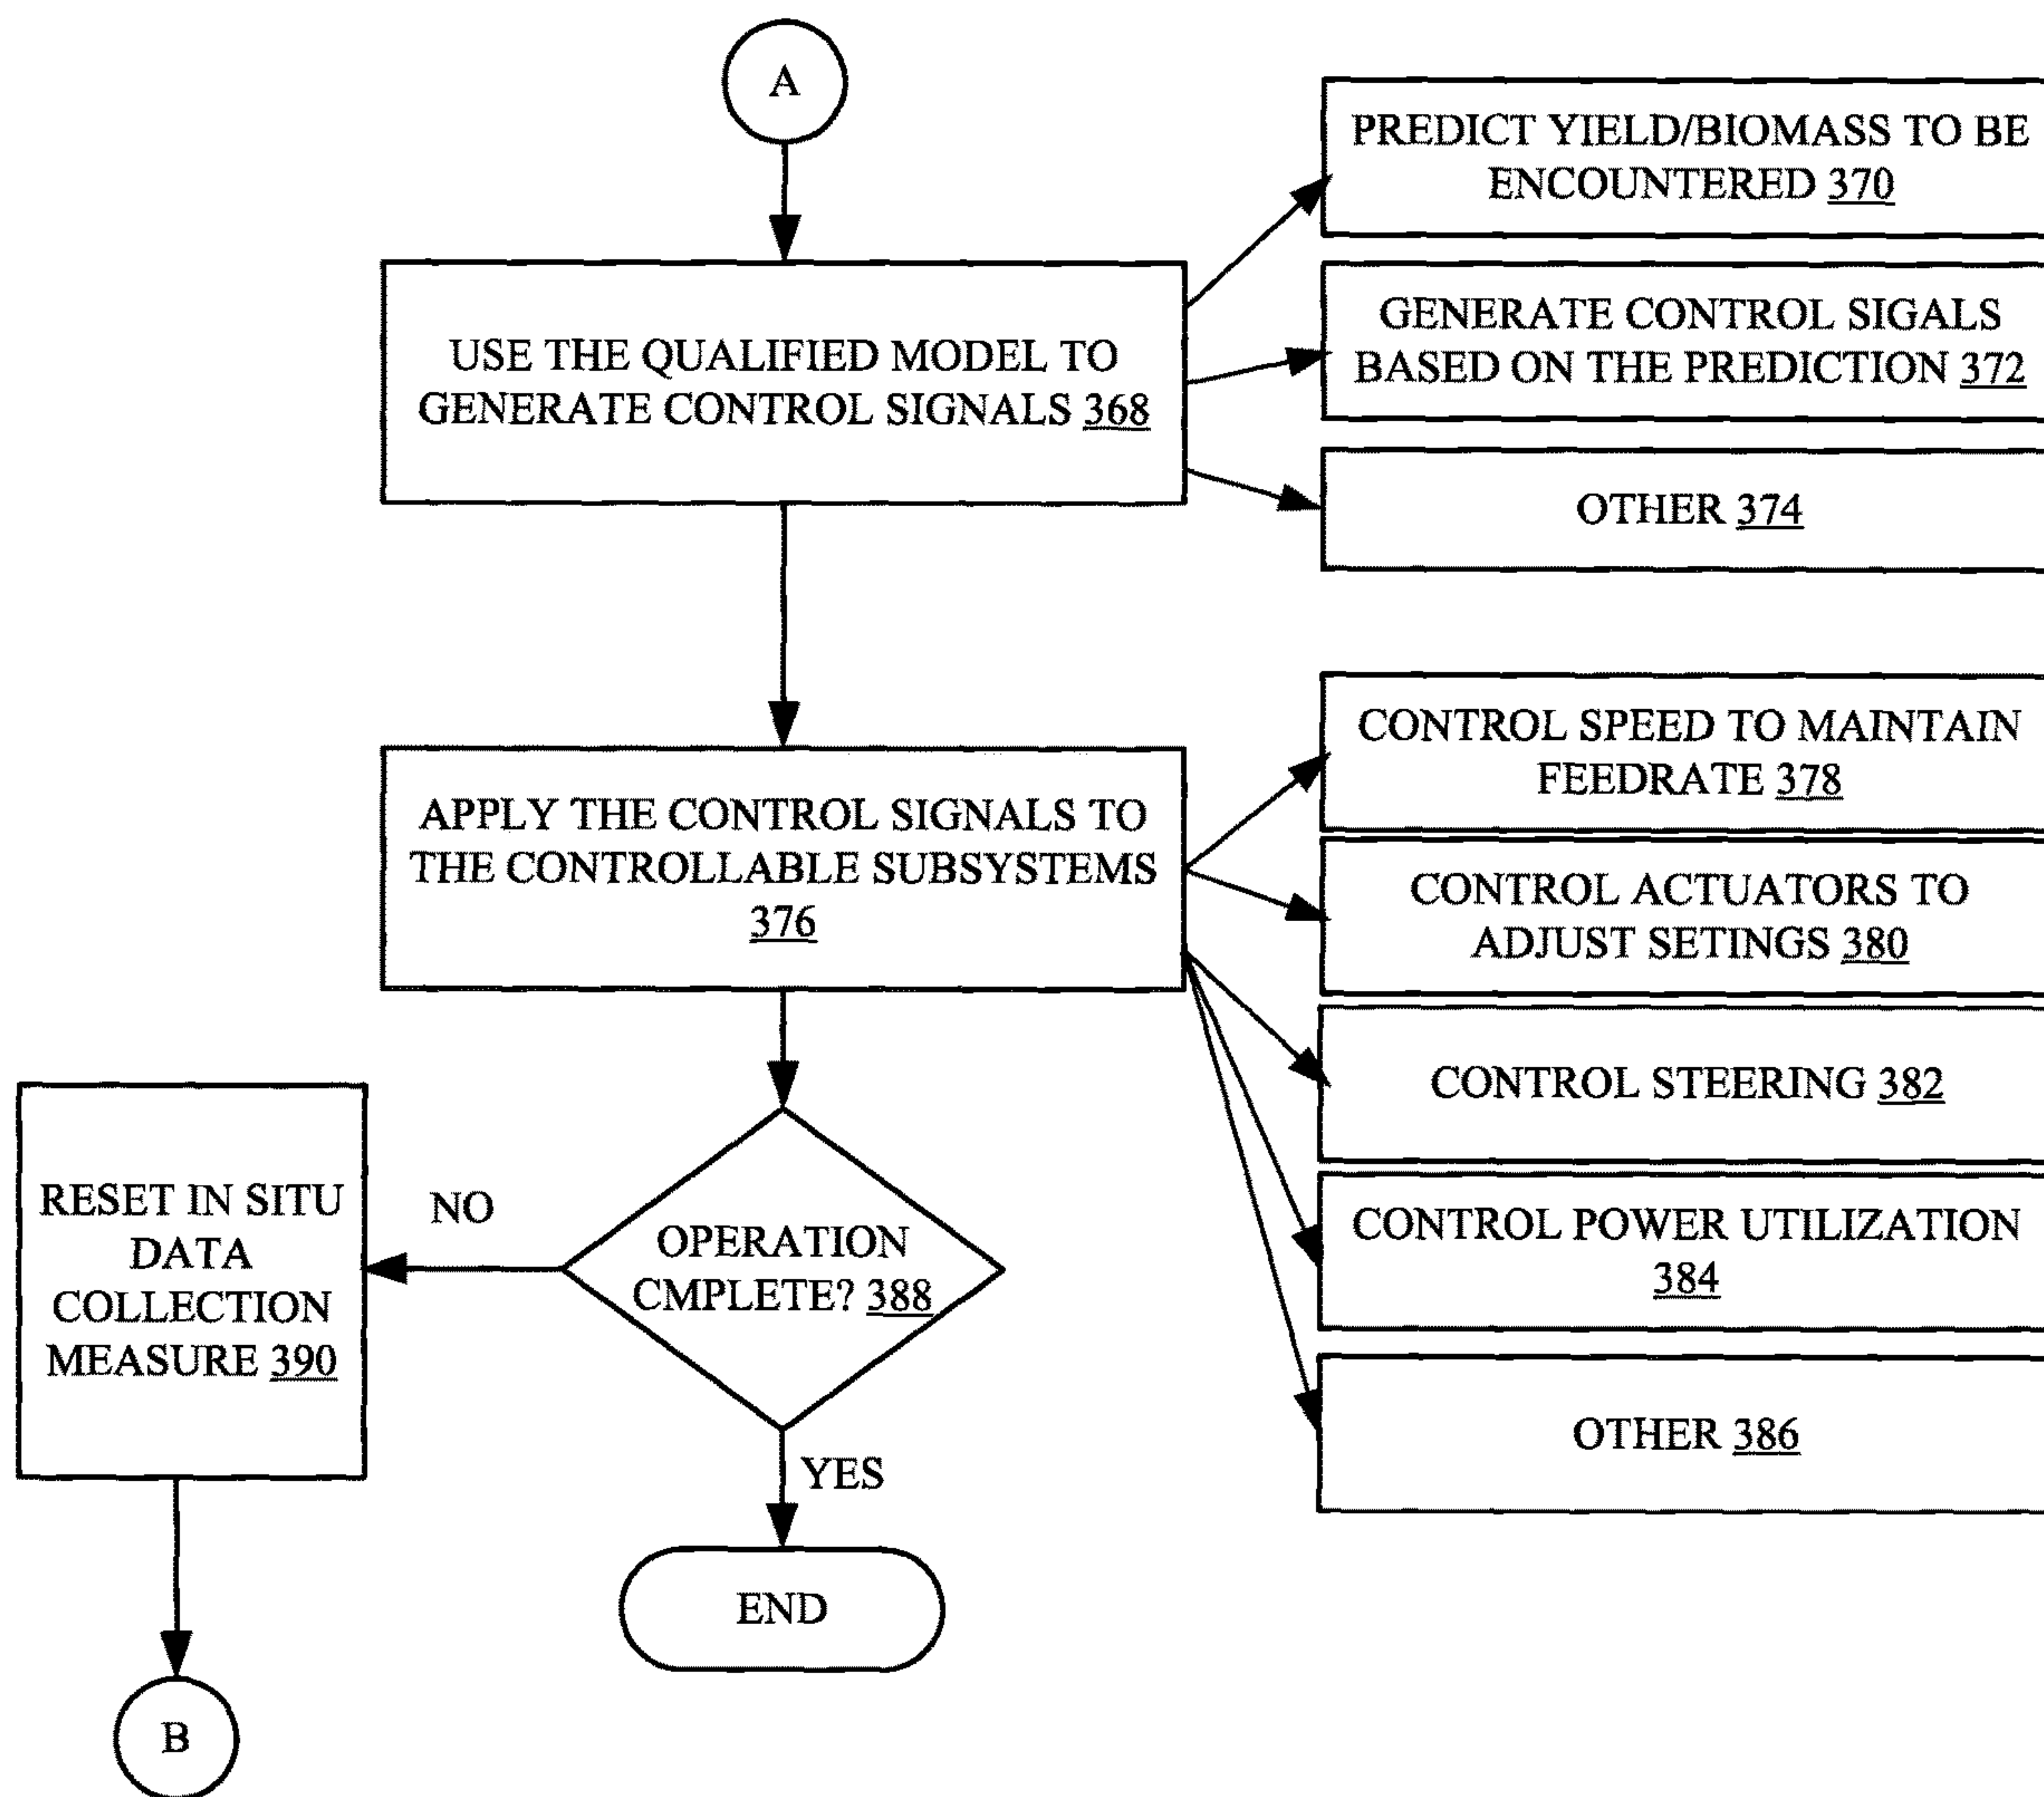 A
PREDICT YIELD/BIOMASS TO BE
ENCOUNTERED 370
USE THE QUALIFIED MODEL TO
GENERATE CONTROL SIGNALS 368
GENERATE CONTROL SIGALS
BASED ON THE PREDICTION 372
OTHER 374
APPLY THE CONTROL SIGNALS TO
THE CONTROLLABLE SUBSYSTEMS
376
CONTROL SPEED TO MAINTAIN
FEEDRATE 378
CONTROL ACTUATORS TO
ADJUST SETINGS 380
CONTROL STEERING 382
CONTROL POWER UTILIZATION
384
OTHER 386
OPERATION
CMPLETE? 388
NO
RESET IN SITU
DATA
COLLECTION
MEASURE 390
YES
END
B